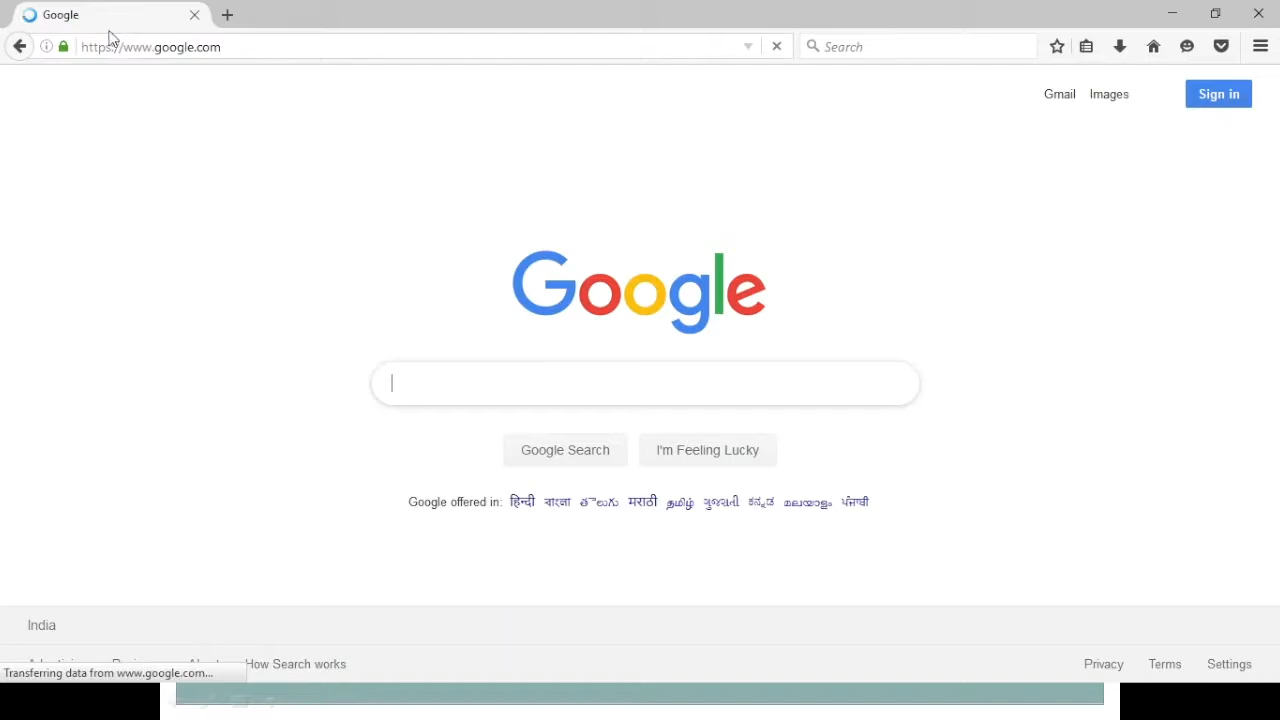 Google
https://www.google.com
Search
Gmail Images Sign in
Google
Google Search I'm Feeling Lucky
Google offered in: हिन्दी বাংলা తెలుగు मराठी தமிழ் ગુજરાતી ಕನ್ನಡ മലയാളം ਪੰਜਾਬੀ
India
How Search works Privacy Terms Settings
Transferring data from www.google.com...